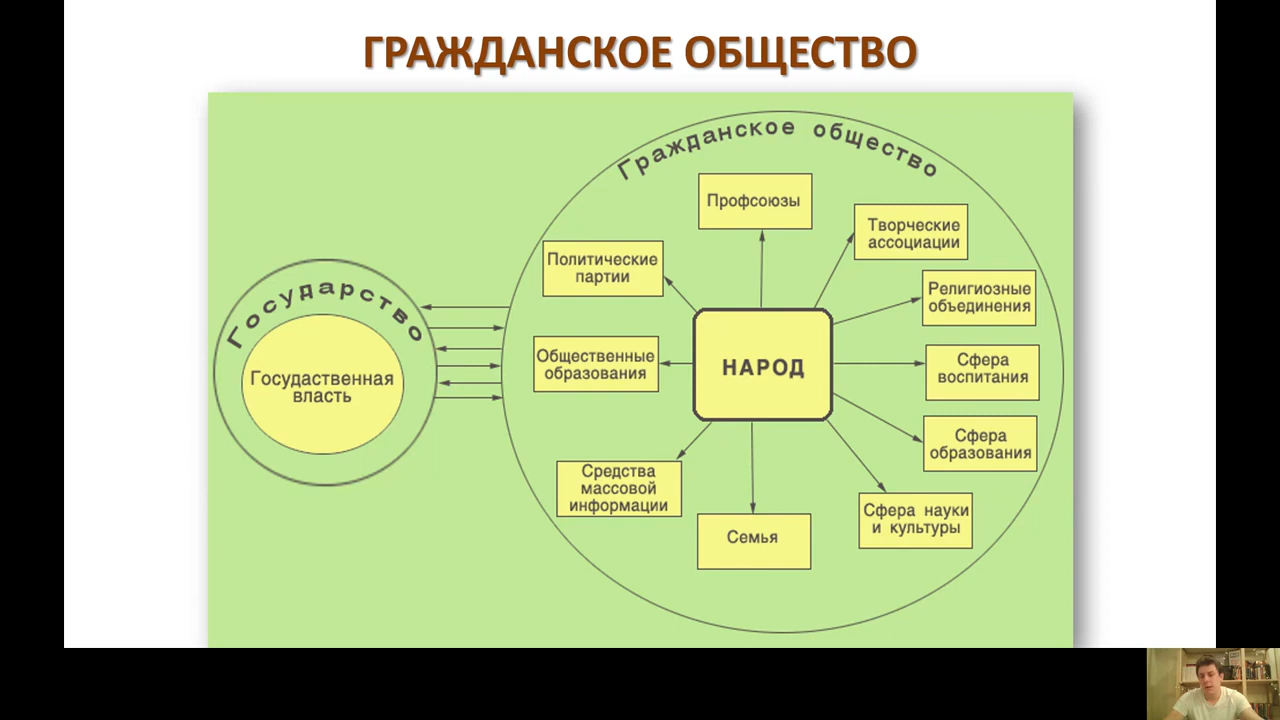 ГРАЖДАНСКОЕ ОБЩЕСТВО
Гражданское общество
Профсоюзы
Творческие
ассоциации
Политические
партии
Религиозные
объединения
Государство
Общественные
образования
НАРОД
Сфера
воспитания
Госудаственная
власть
Сфера
образования
Средства
массовой
информации
Сфера науки
и культуры
Семья